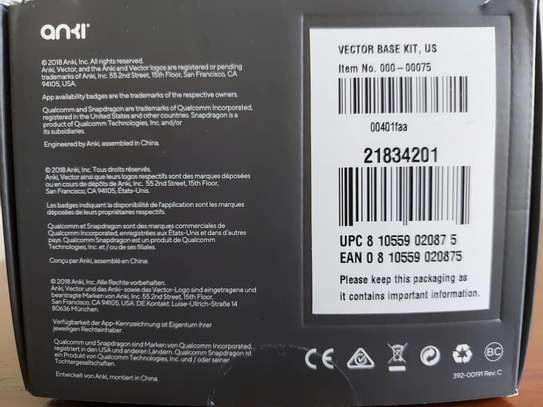 anki
© 2018 Anki, Inc. All rights reserved.
Anki, Vector, and the Anki and Vector logos are registered or pending
trademarks of Anki, Inc. 55 2nd Street, 15th Floor, San Francisco, CA
94105, USA.
App availability badges are the trademarks of the respective owners.
Qualcomm and Snapdragon are trademarks of Qualcomm Incorporated,
registered in the United States and other countries. Snapdragon is a
product of Qualcomm Technologies, Inc. and/or
its subsidiaries.
Engineered by Anki, assembled in China.
© 2018 Anki, Inc. Tous droits réservés.
Anki, Vector ainsi que leurs logos respectifs sont des marques déposées
ou en cours de dépôts de Anki, Inc. 55 2nd Street, 15th Floor,
San Francisco, CA 94105, États-Unis.
Les badges indiquant la disponibilité de l'application sont les marques
déposées de leurs propriétaires respectifs.
Qualcomm et Snapdragon sont des marques commerciales de
Qualcomm Incorporated, enregistrées aux États-Unis et dans d'autres
pays. Snapdragon est un produit de Qualcomm Technologies,
Inc. et / ou de ses filiales.
Conçu par Anki, assemblé en Chine.
© 2018 Anki, Inc. Alle Rechte vorbehalten.
Anki, Vector und das Anki- sowie das Vector-Logo sind eingetragene und
beantragte Marken von Anki, Inc. 55 2nd Street, 15th Floor,
San Francisco, CA 94105, USA. DE Kontakt: Luise-Ullrich-Straße 14
80636 München.
Verfügbarkeit der App-Kennzeichnung ist Eigentum ihrer
jeweiligen Rechteinhaber.
Qualcomm und Snapdragon sind Marken von Qualcomm Incorporated,
registriert in den USA und anderen Ländern. Qualcomm Snapdragon ist
ein Produkt von Qualcomm Technologies, Inc. und / oder seiner
Tochtergesellschaften.
Entwickelt von Anki, montiert in China.
VECTOR BASE KIT, US
Item No. 000-00075
00401faa
21834201
UPC 8 10559 02087 5
EAN 0 8 10559 020875
Please keep this packaging as
it contains important information.
CE
BC
392-00191 Rev. C